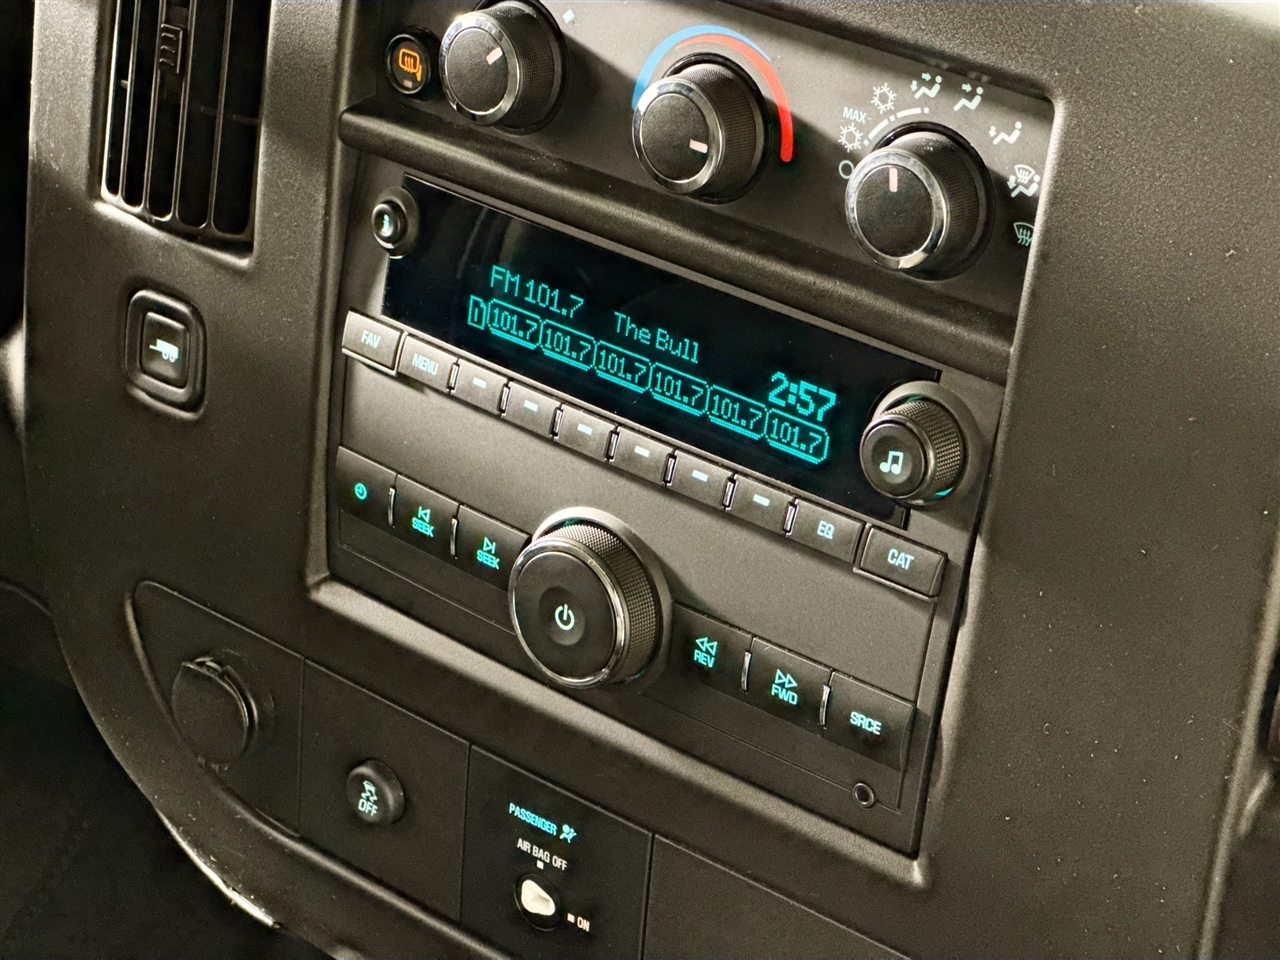 MAX
FM 101.7 The Bull
2:57
101.7 101.7 101.7 101.7 101.7 101.7
FAV MENU EQ CAT
SEEK SEEK REV FWD SRCE
OFF
PASSENGER
AIR BAG OFF
ON